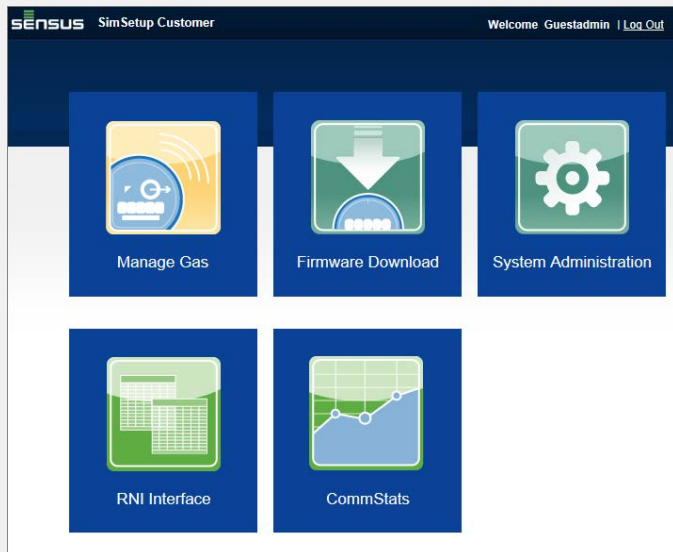 sensus SimSetup Customer Welcome Guestadmin | Log Out
Manage Gas Firmware Download System Administration
RNI Interface CommStats